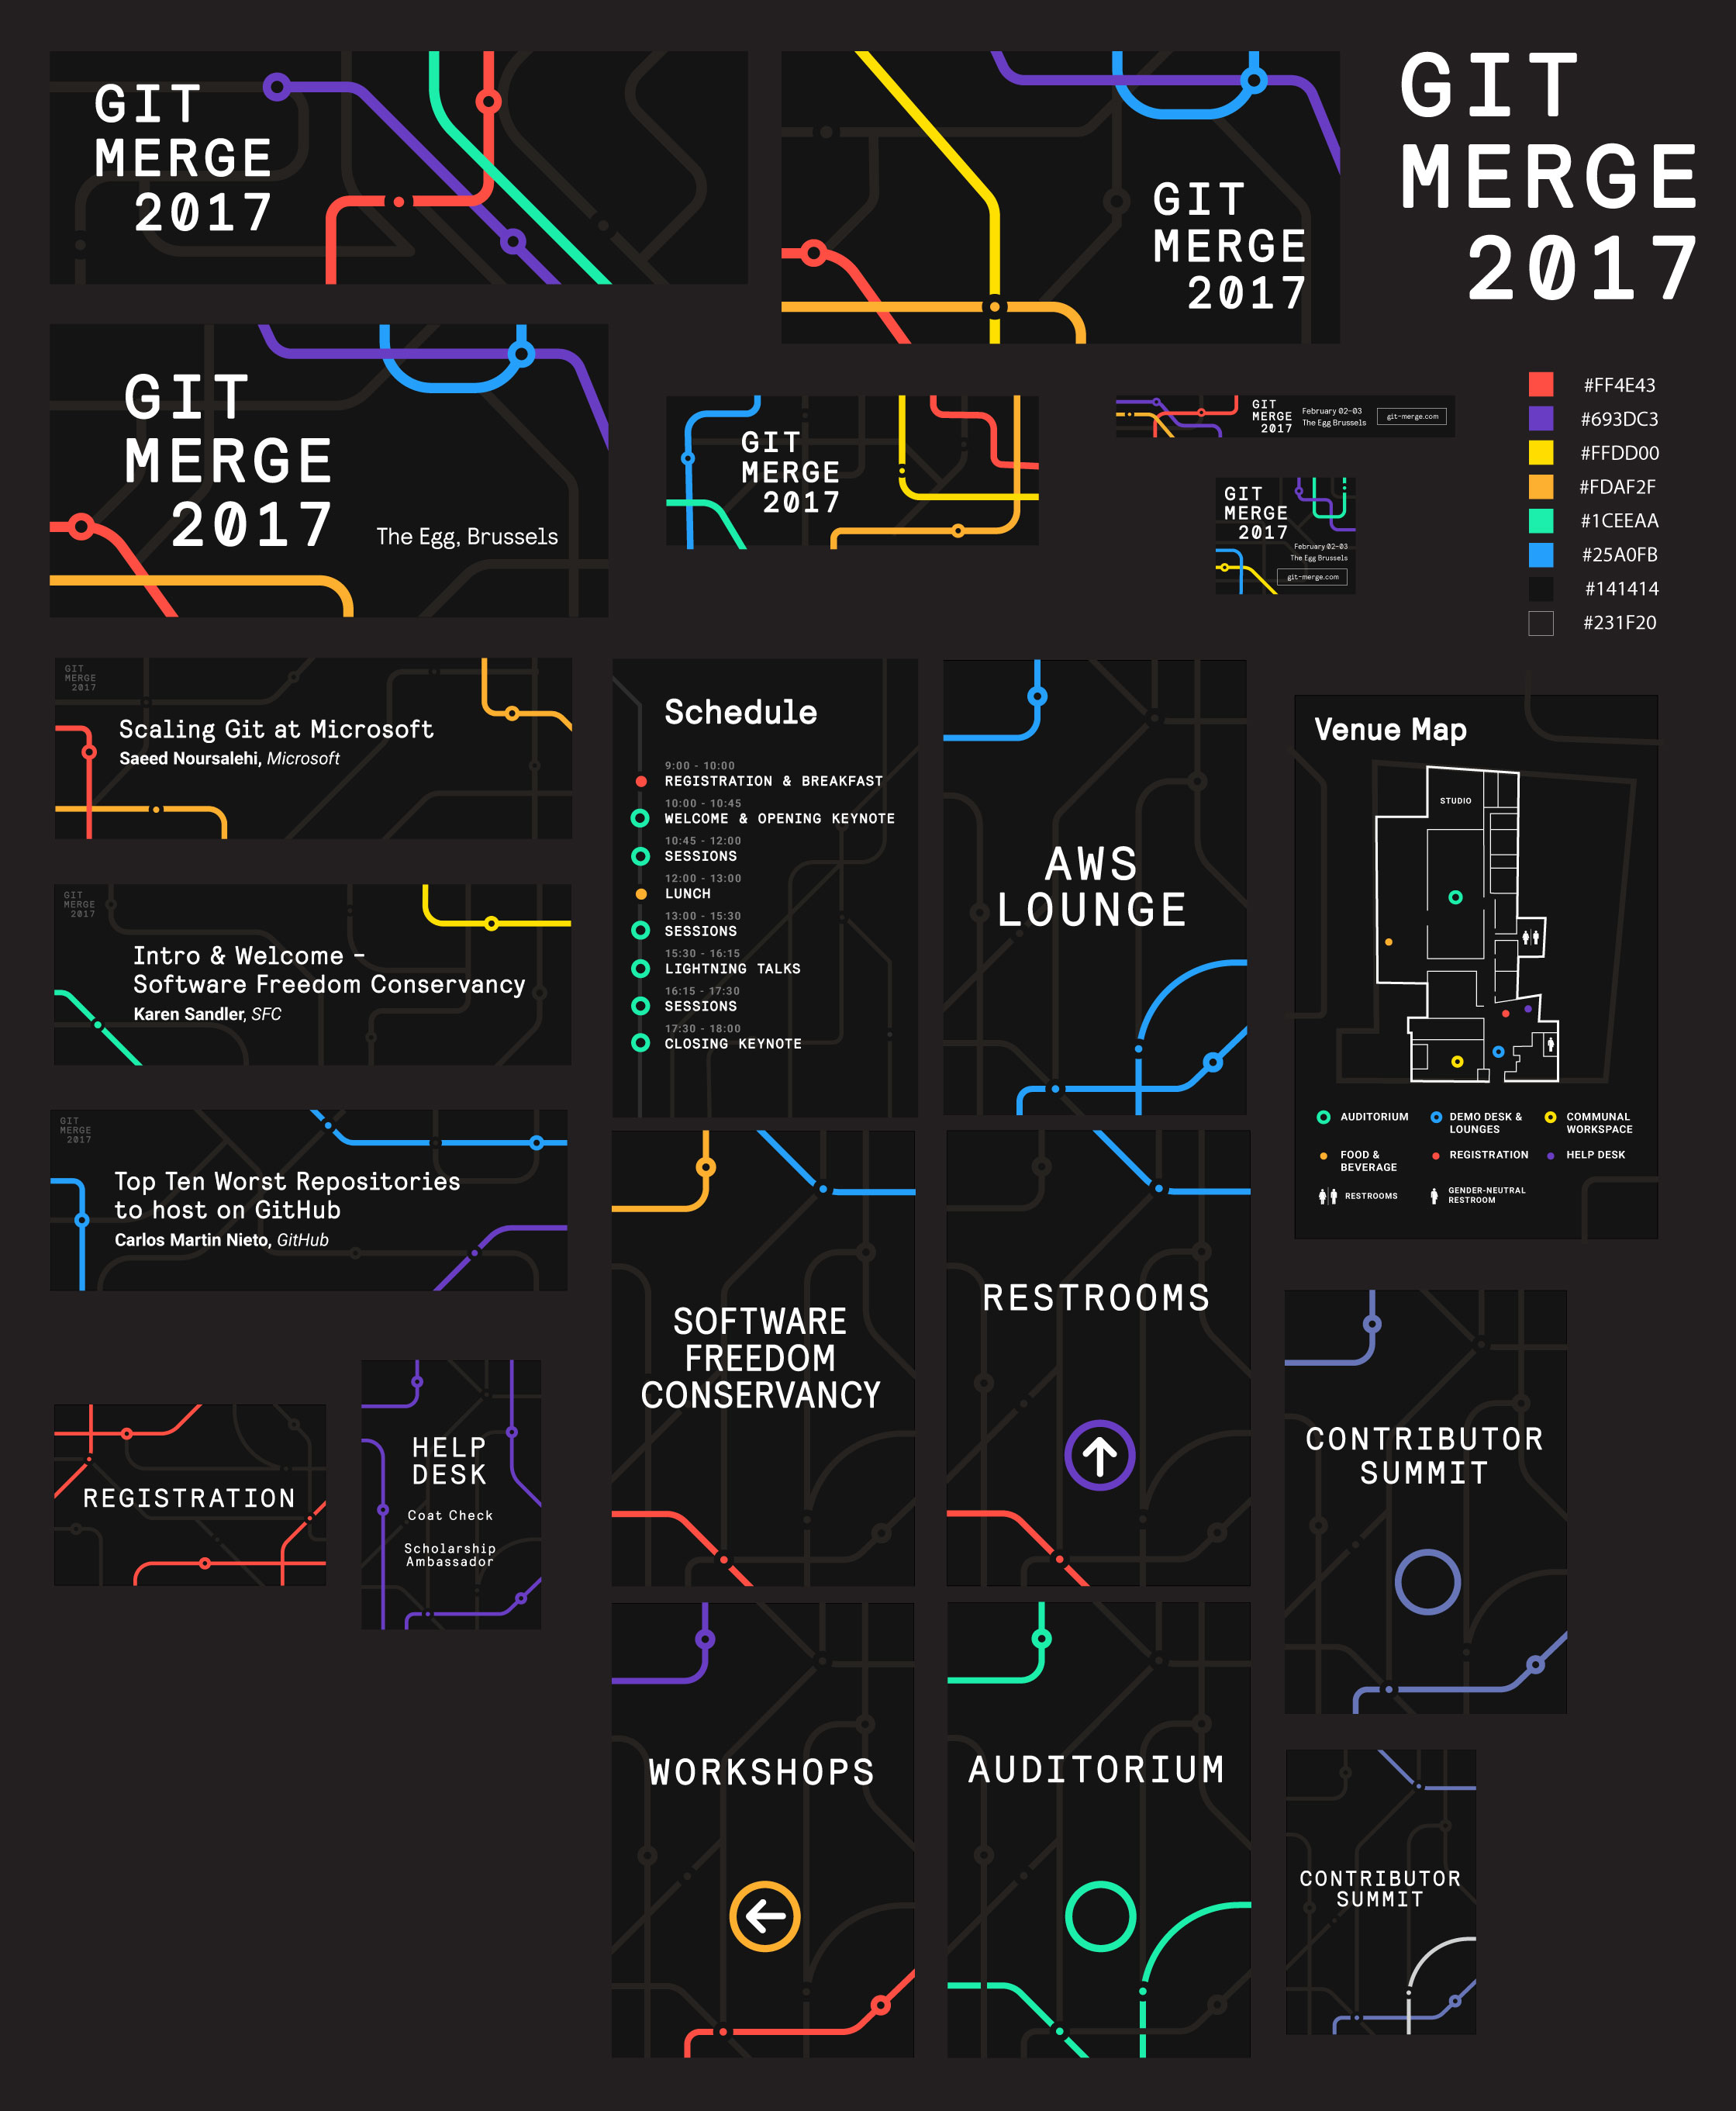 GIT
MERGE
2017
GIT
MERGE
2017
GIT
MERGE
2017
GIT
MERGE
2017
The Egg, Brussels
GIT
MERGE
2017
GIT
MERGE
2017
February 02-03
The Egg Brussels
git-merge.com
GIT
MERGE
2017
February 02-03
The Egg Brussels
git-merge.com
#FF4E43
#693DC3
#FFDD00
#FDAF2F
#1CEEAA
#25A0FB
#141414
#231F20
GIT
MERGE
2017
Scaling Git at Microsoft
Saeed Noursalehi, Microsoft
GIT
MERGE
2017
Intro & Welcome –
Software Freedom Conservancy
Karen Sandler, SFC
GIT
MERGE
2017
Top Ten Worst Repositories
to host on GitHub
Carlos Martin Nieto, GitHub
Schedule
9:00 - 10:00
REGISTRATION & BREAKFAST
10:00 - 10:45
WELCOME & OPENING KEYNOTE
10:45 - 12:00
SESSIONS
12:00 - 13:00
LUNCH
13:00 - 15:30
SESSIONS
15:30 - 16:15
LIGHTNING TALKS
16:15 - 17:30
SESSIONS
17:30 - 18:00
CLOSING KEYNOTE
AWS
LOUNGE
Venue Map
STUDIO
AUDITORIUM
DEMO DESK &
LOUNGES
COMMUNAL
WORKSPACE
FOOD &
BEVERAGE
REGISTRATION
HELP DESK
RESTROOMS
GENDER-NEUTRAL
RESTROOM
REGISTRATION
HELP
DESK
Coat Check
Scholarship
Ambassador
SOFTWARE
FREEDOM
CONSERVANCY
RESTROOMS
CONTRIBUTOR
SUMMIT
WORKSHOPS
AUDITORIUM
CONTRIBUTOR
SUMMIT